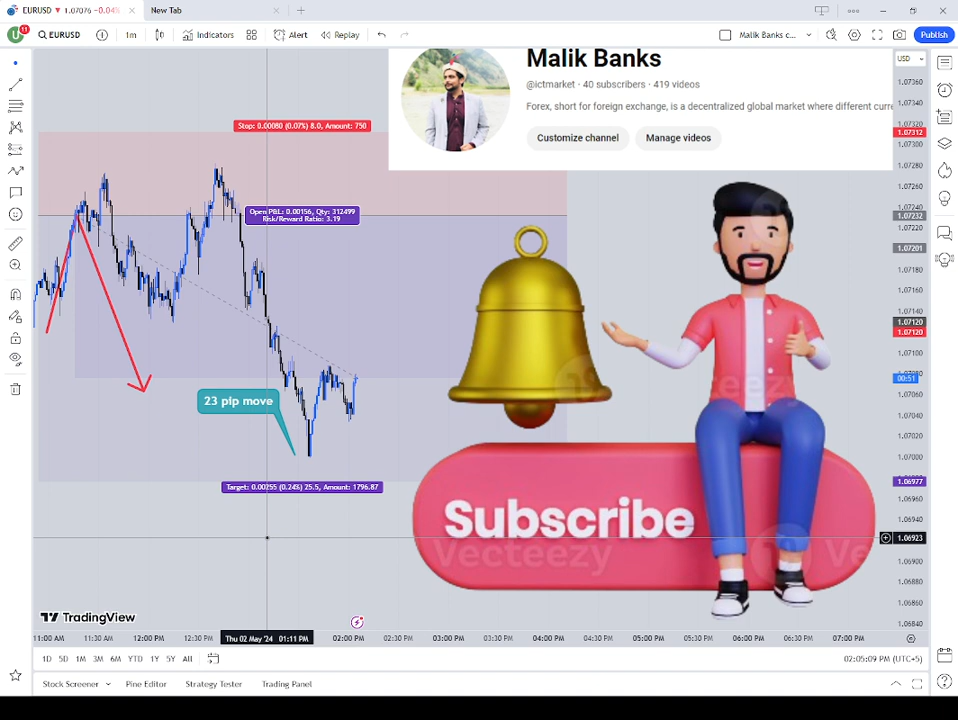 EURUSD ▼ 1.07076 −0.04%
New Tab
U 11
EURUSD
1m
Indicators
Alert
Replay
Malik Banks c...
Publish
Malik Banks
@ictmarket · 40 subscribers · 419 videos
Forex, short for foreign exchange, is a decentralized global market where different curre
Customize channel
Manage videos
USD
1.07360
1.07340
1.07320
1.07312
1.07280
1.07260
1.07240
1.07232
1.07220
1.07201
1.07180
1.07160
1.07140
1.07120
1.07120
1.07100
00:51
1.07060
1.07040
1.07020
1.07000
1.06977
1.06960
1.06940
1.06923
1.06900
1.06880
1.06860
1.06840
Stop: 0.00080 (0.07%) 8.0, Amount: 750
Open P&L: 0.00156, Qty: 312499
Risk/Reward Ratio: 3.19
23 pip move
Target: 0.00255 (0.24%) 25.5, Amount: 1796.87
Subscribe
Vecteezy
TradingView
11:00 AM
11:30 AM
12:00 PM
12:30 PM
Thu 02 May '24 01:11 PM
02:00 PM
02:30 PM
03:00 PM
03:30 PM
04:00 PM
04:30 PM
05:00 PM
05:30 PM
06:00 PM
06:30 PM
07:00 PM
1D 5D 1M 3M 6M YTD 1Y 5Y All
02:05:09 PM (UTC+5)
Stock Screener
Pine Editor
Strategy Tester
Trading Panel